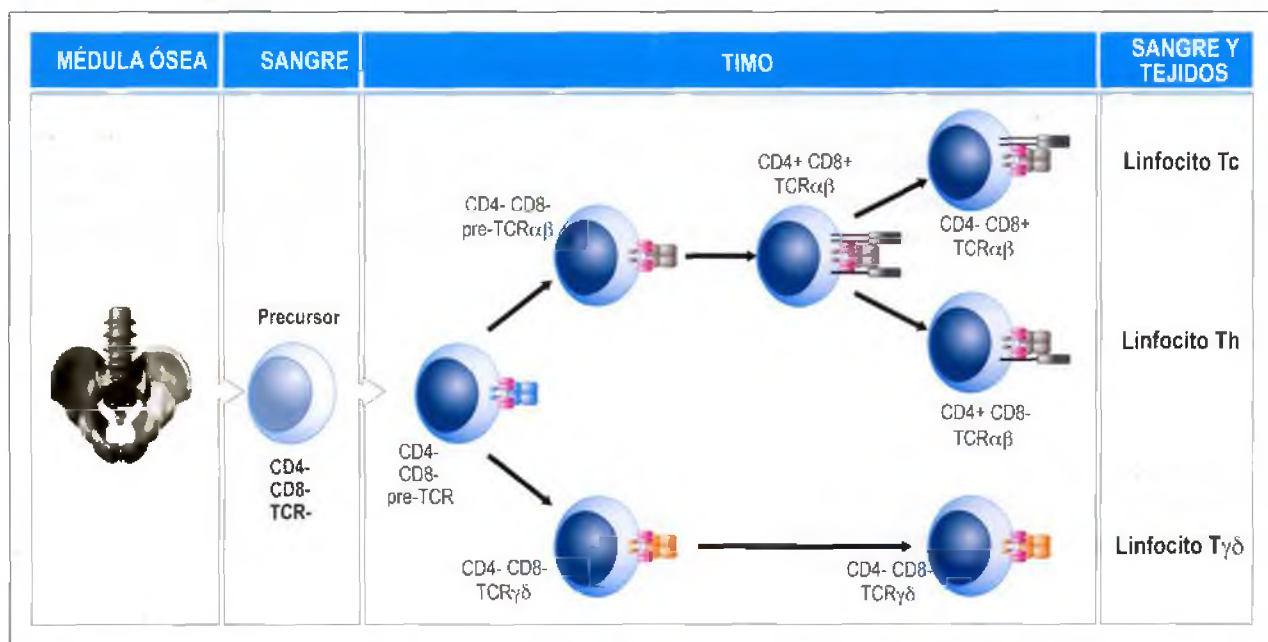 MÉDULA ÓSEA
SANGRE
TIMO
SANGRE Y
TEJIDOS
Precursor
CD4-
CD8-
TCR-
CD4-
CD8-
pre-TCR
CD4- CD8-
pre-TCRαβ
CD4+ CD8+
TCRαβ
CD4- CD8+
TCRαβ
Linfocito Tc
CD4+ CD8-
TCRαβ
Linfocito Th
CD4- CD8-
TCRγδ
CD4- CD8-
TCRγδ
Linfocito Tγδ